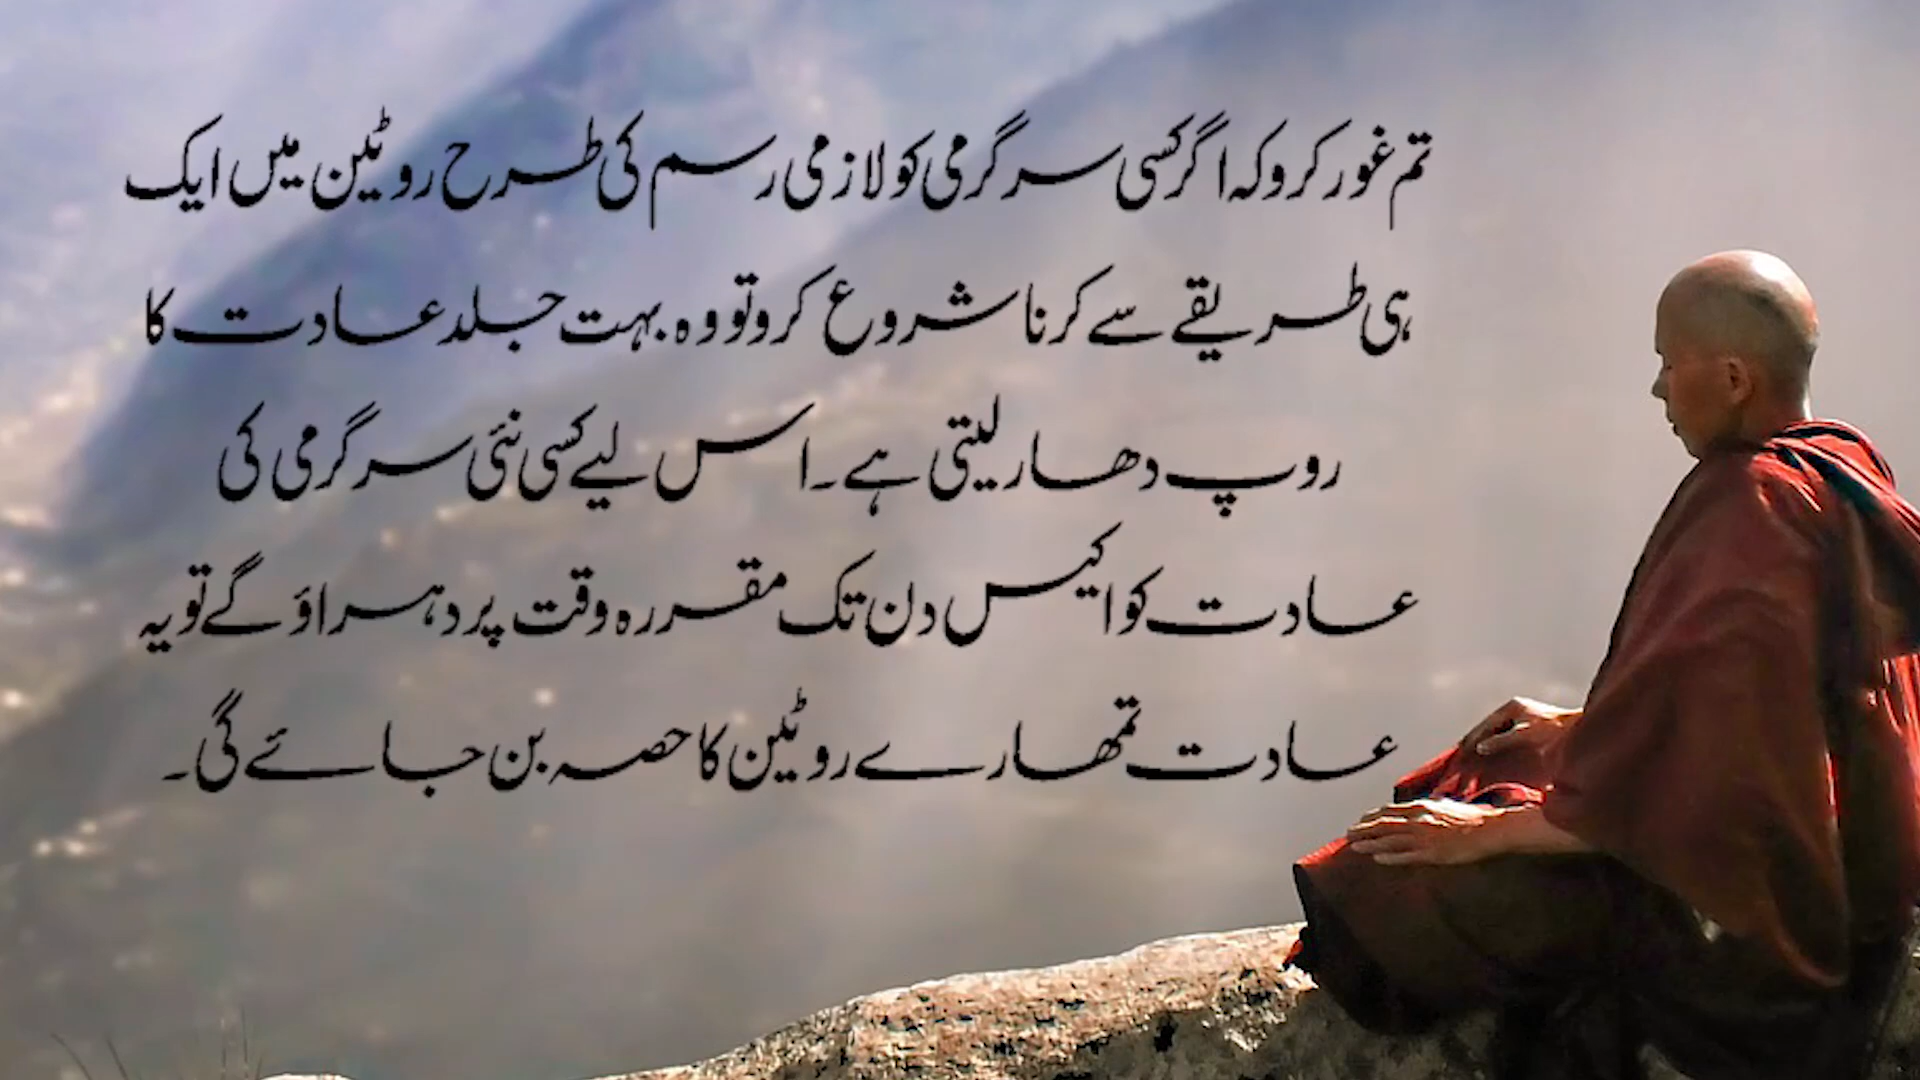 تم غور کرو کہ اگر کسی سرگرمی کو لازمی رسم کی طرح روٹین میں ایک
ہی طریقے سے کرنا شروع کرو تو وہ بہت جلد عادت کا
روپ دھار لیتی ہے۔ اس لیے کسی نئی سرگرمی کی
عادت کو اکیس دن تک مقررہ وقت پر دہراؤ گے تو یہ
عادت تمھارے روٹین کا حصہ بن جائے گی۔